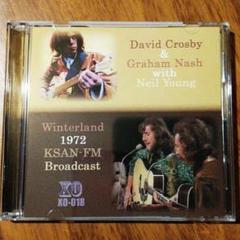 David Crosby
& Graham Nash
with
Neil Young
Winterland
1972
KSAN-FM
Broadcast
XO
XO-018